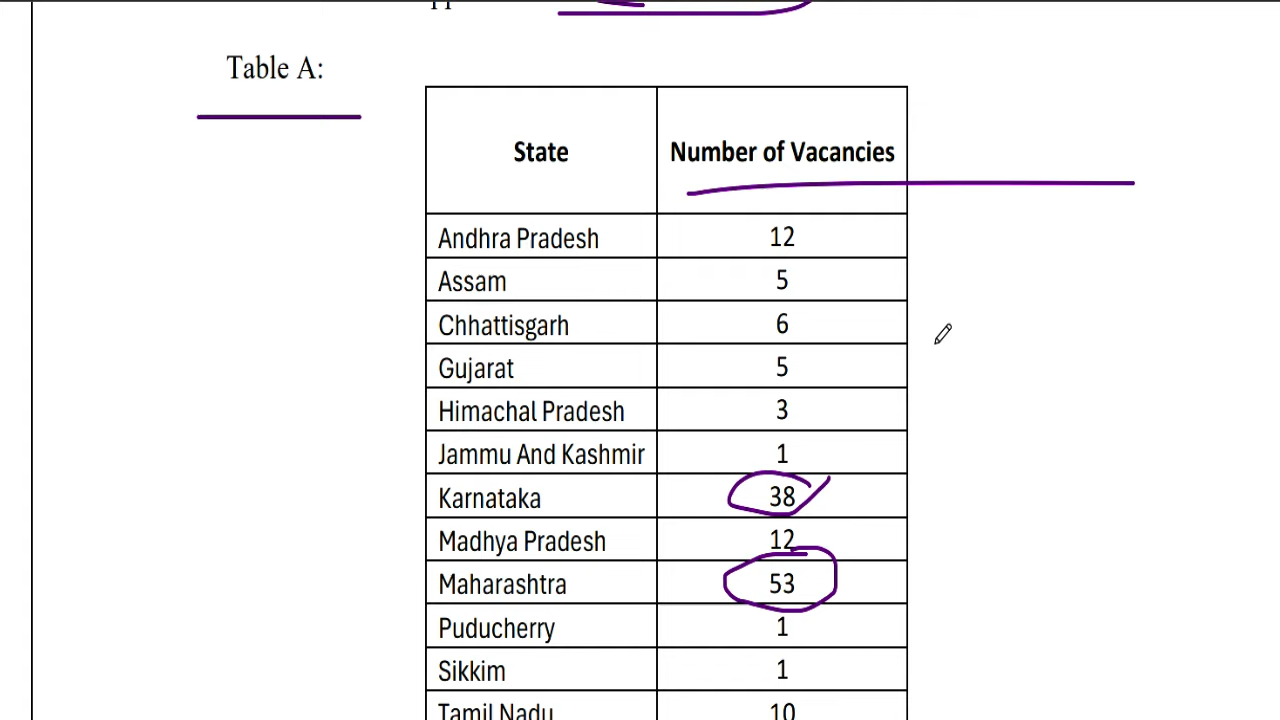 Table A:
State Number of Vacancies
Andhra Pradesh 12
Assam 5
Chhattisgarh 6
Gujarat 5
Himachal Pradesh 3
Jammu And Kashmir 1
Karnataka 38
Madhya Pradesh 12
Maharashtra 53
Puducherry 1
Sikkim 1
Tamil Nadu 10